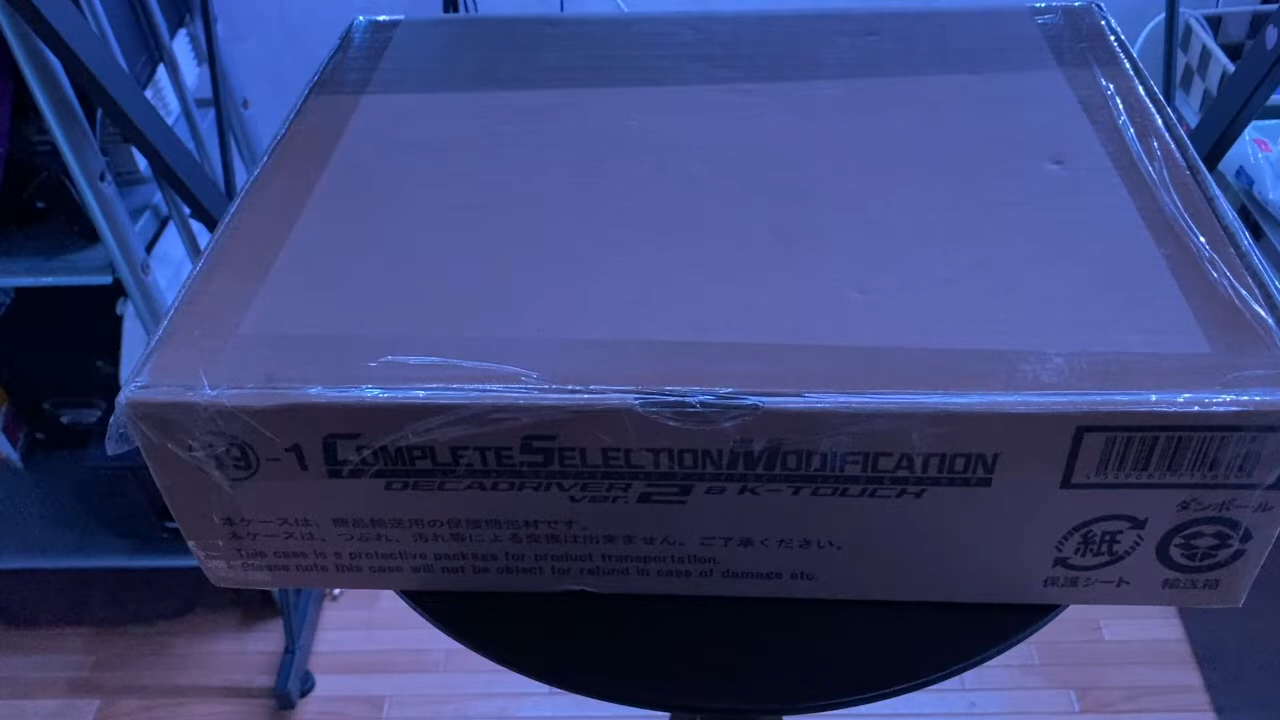 19-1 COMPLETE SELECTION MODIFICATION
DECADRIVER ver.2 & K-TOUCH
本ケースは、商品輸送用の保護梱包材です。
本ケースは、つぶれ、汚れ等による交換は出来ません。ご了承ください。
This case is a protective package for product transportation.
Please note this case will not be object for refund in case of damage etc.
ダンボール
紙
保護シート
輸送箱